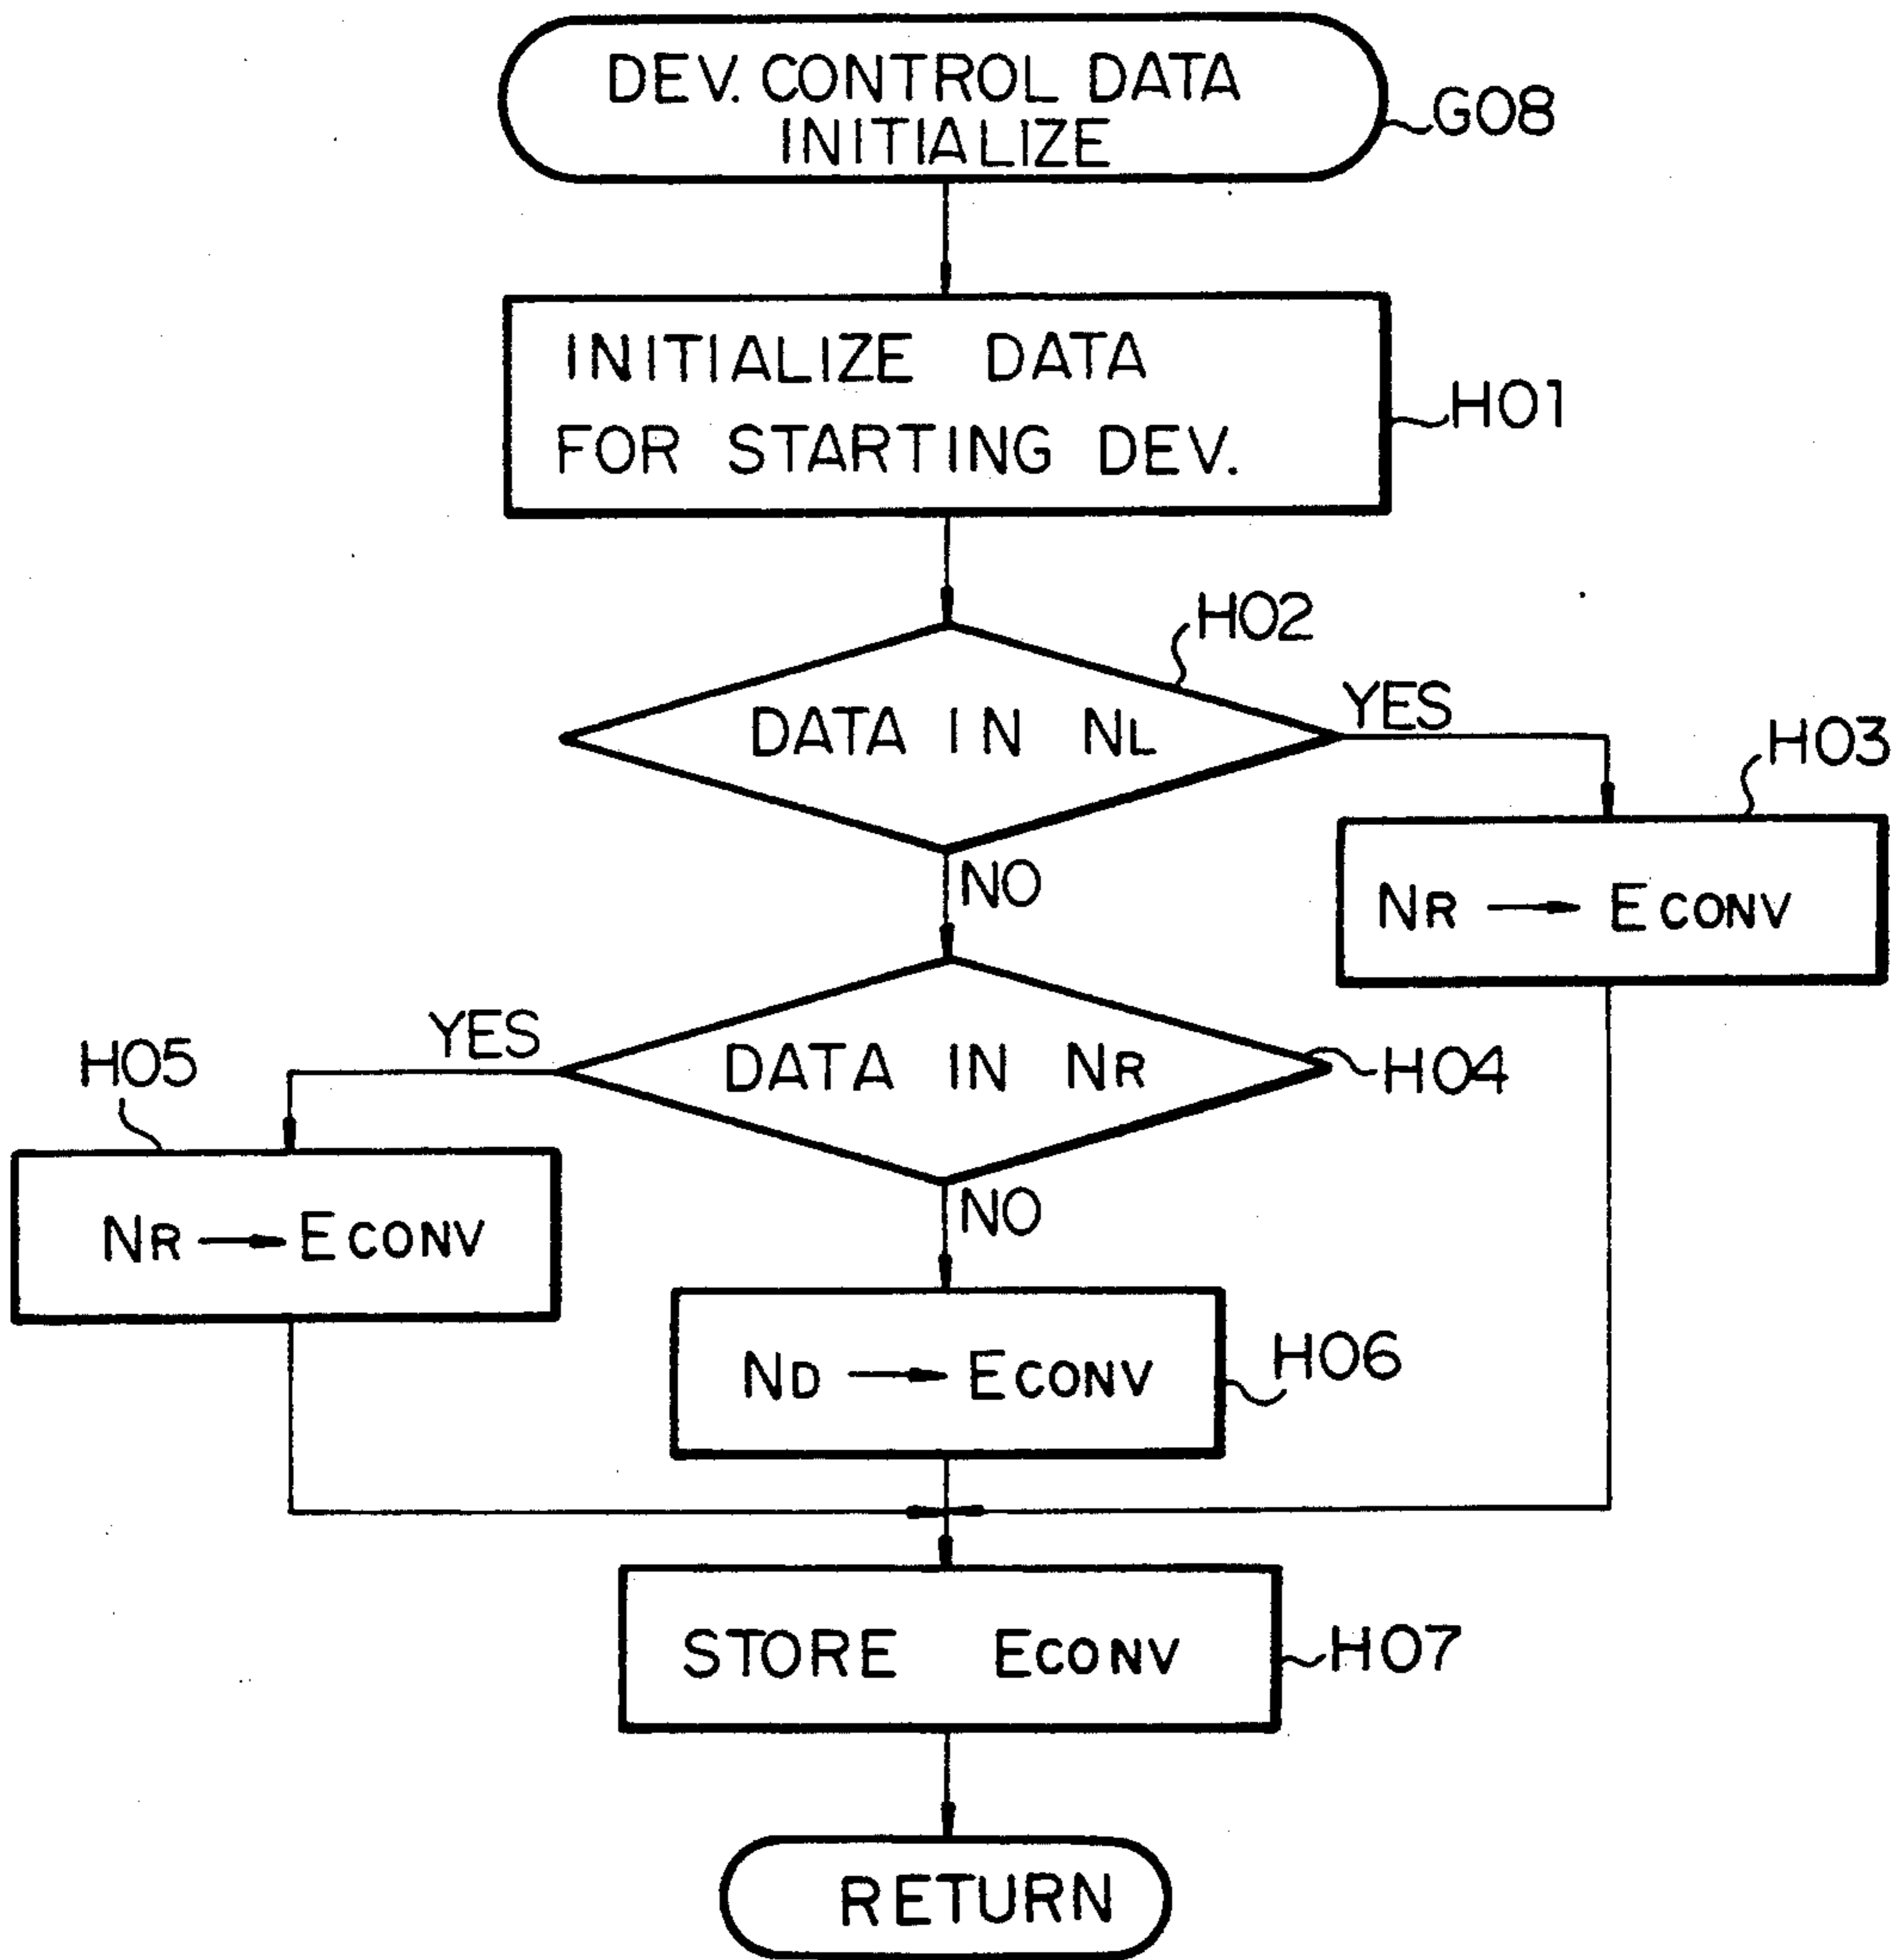 DEV. CONTROL DATA
INITIALIZE
G08
INITIALIZE DATA
FOR STARTING DEV.
H01
H02
DATA IN NL
YES
H03
NR → ECONV
NO
YES
H05
DATA IN NR
H04
NR → ECONV
NO
ND → ECONV
H06
STORE ECONV
H07
RETURN